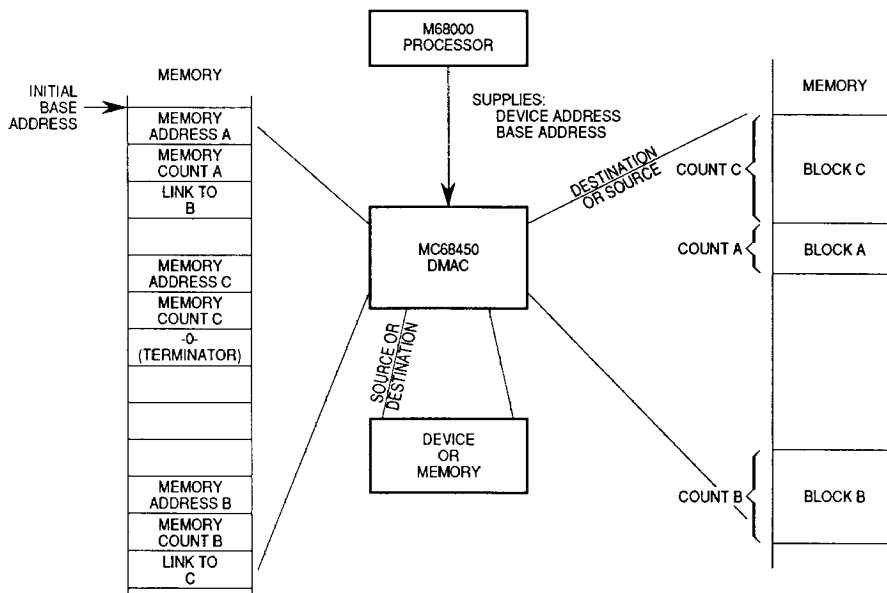 M68000
PROCESSOR
MEMORY
INITIAL
BASE
ADDRESS
MEMORY
ADDRESS A
MEMORY
COUNT A
LINK TO
B
MEMORY
ADDRESS C
MEMORY
COUNT C
-0-
(TERMINATOR)
MEMORY
ADDRESS B
MEMORY
COUNT B
LINK TO
C
SUPPLIES:
DEVICE ADDRESS
BASE ADDRESS
MC68450
DMAC
SOURCE OR
DESTINATION
DEVICE
OR
MEMORY
DESTINATION
OR SOURCE
MEMORY
COUNT C
BLOCK C
COUNT A
BLOCK A
COUNT B
BLOCK B